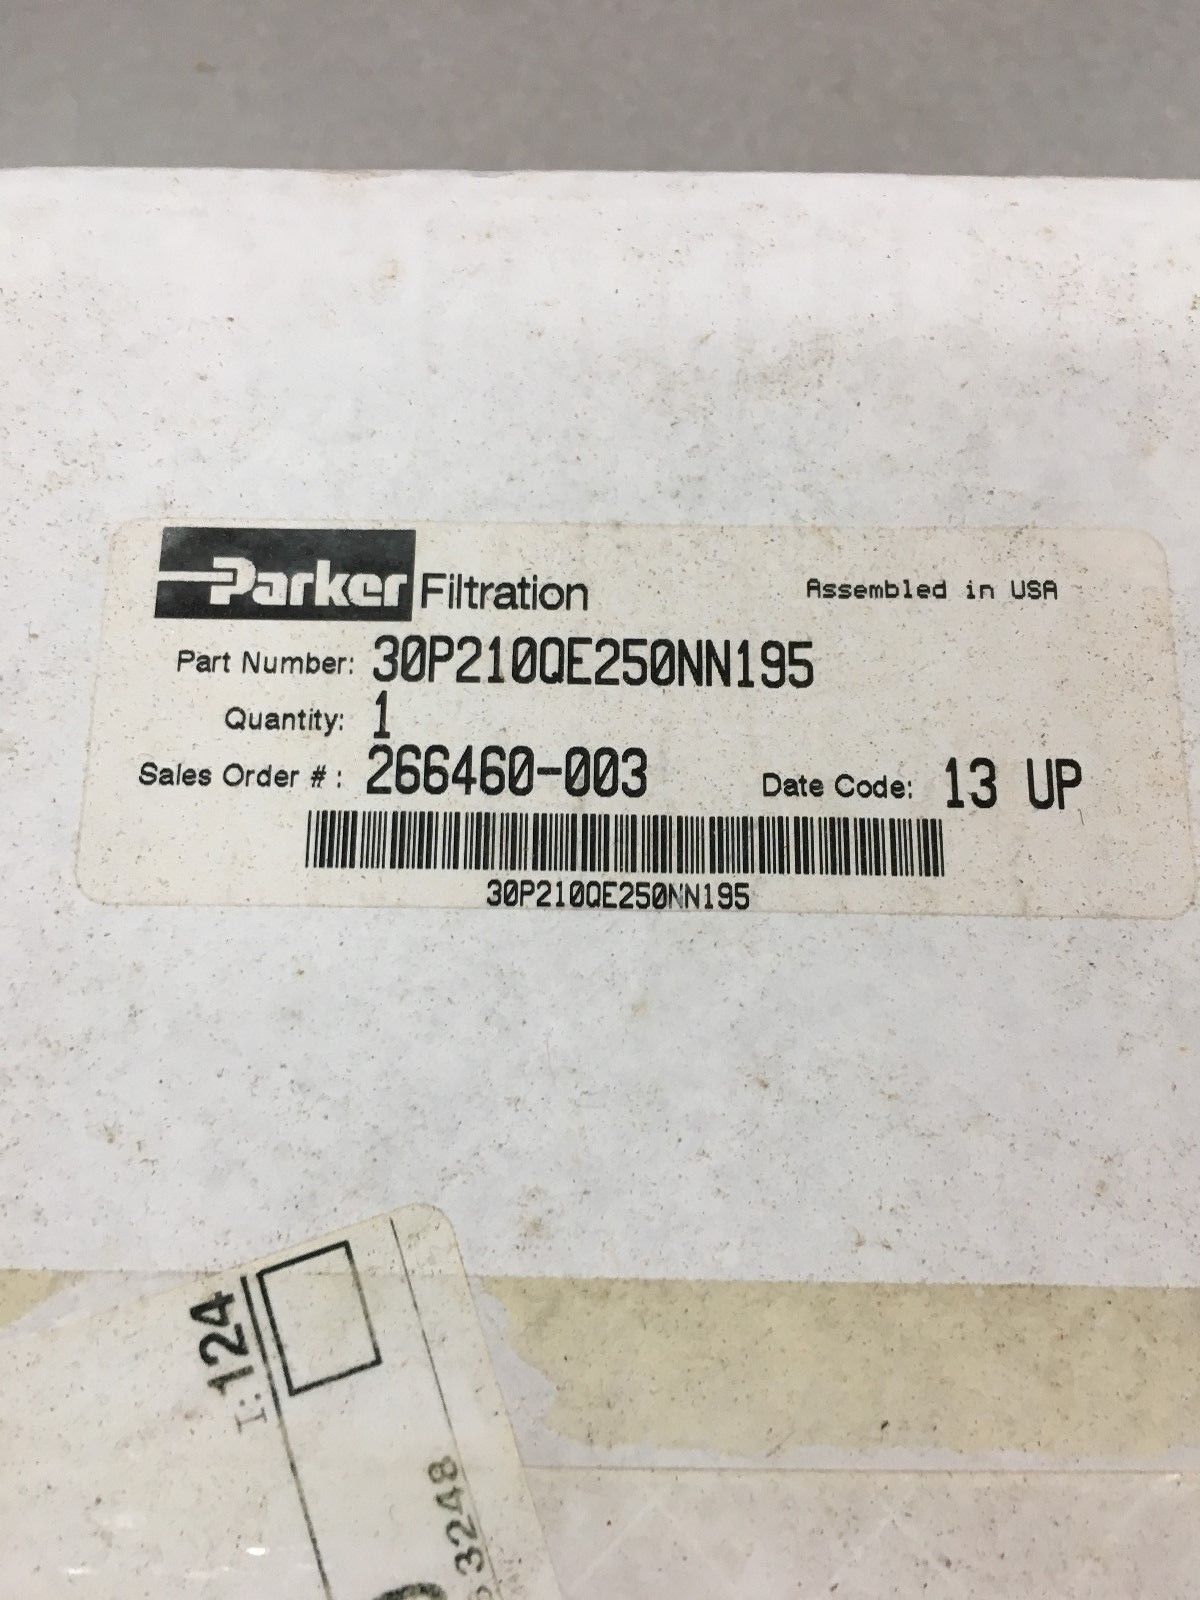 Parker Filtration
Assembled in USA
Part Number: 30P210QE250NN195
Quantity: 1
Sales Order #: 266460-003
Date Code: 13 UP
30P210QE250NN195
I: 124
3248